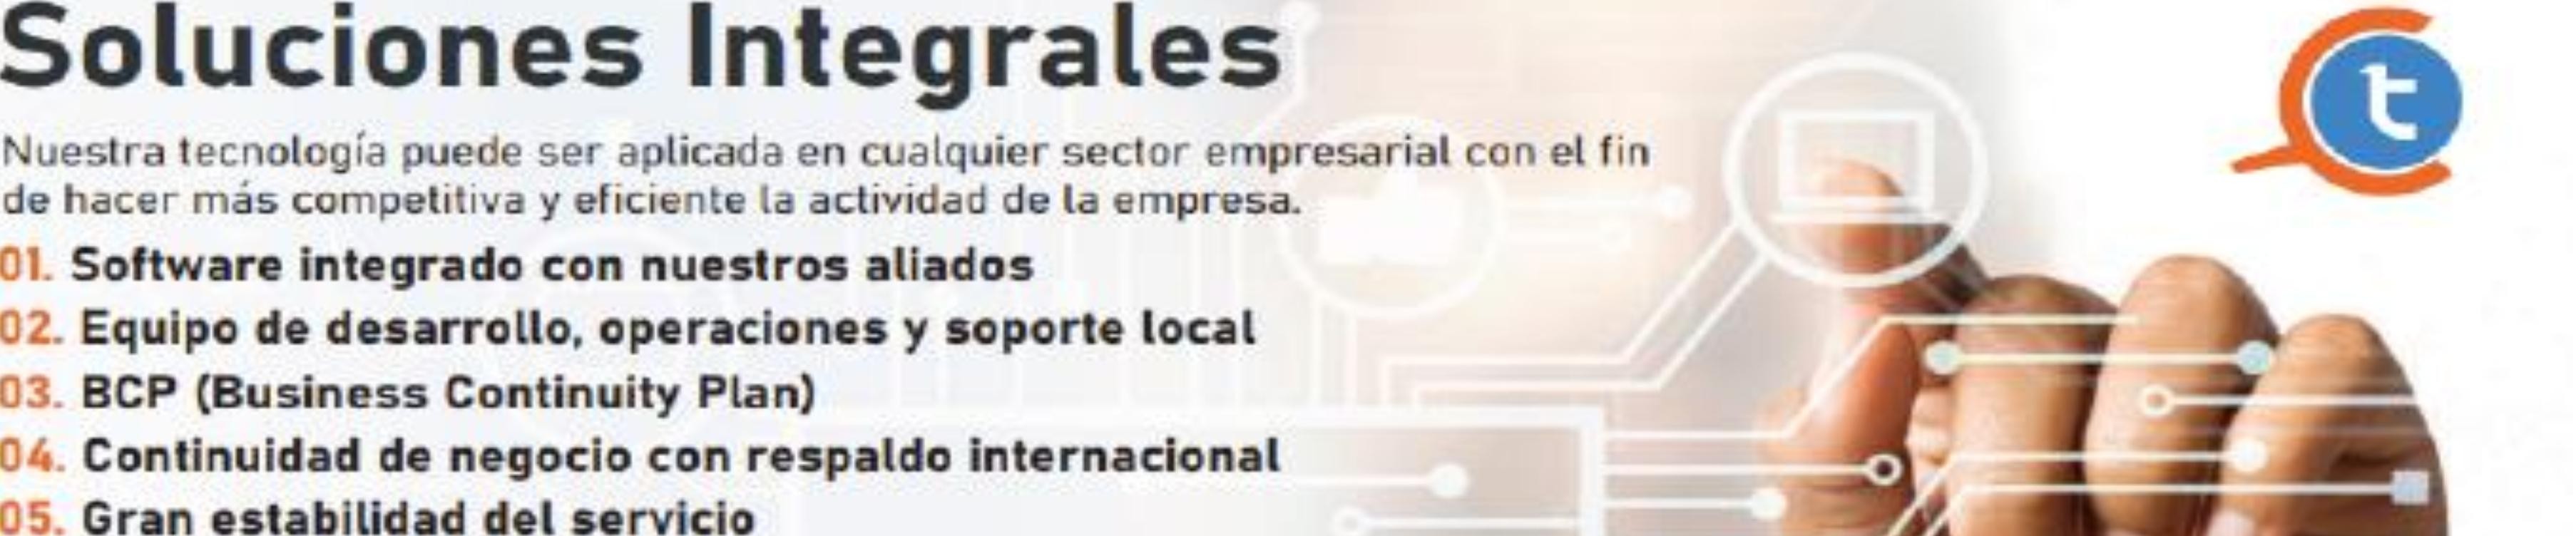 Soluciones Integrales
t
Nuestra tecnología puede ser aplicada en cualquier sector empresarial con el fin
de hacer más competitiva y eficiente la actividad de la empresa.
01. Software integrado con nuestros aliados
02. Equipo de desarrollo, operaciones y soporte local
03. BCP (Business Continuity Plan)
04. Continuidad de negocio con respaldo internacional
05. Gran estabilidad del servicio